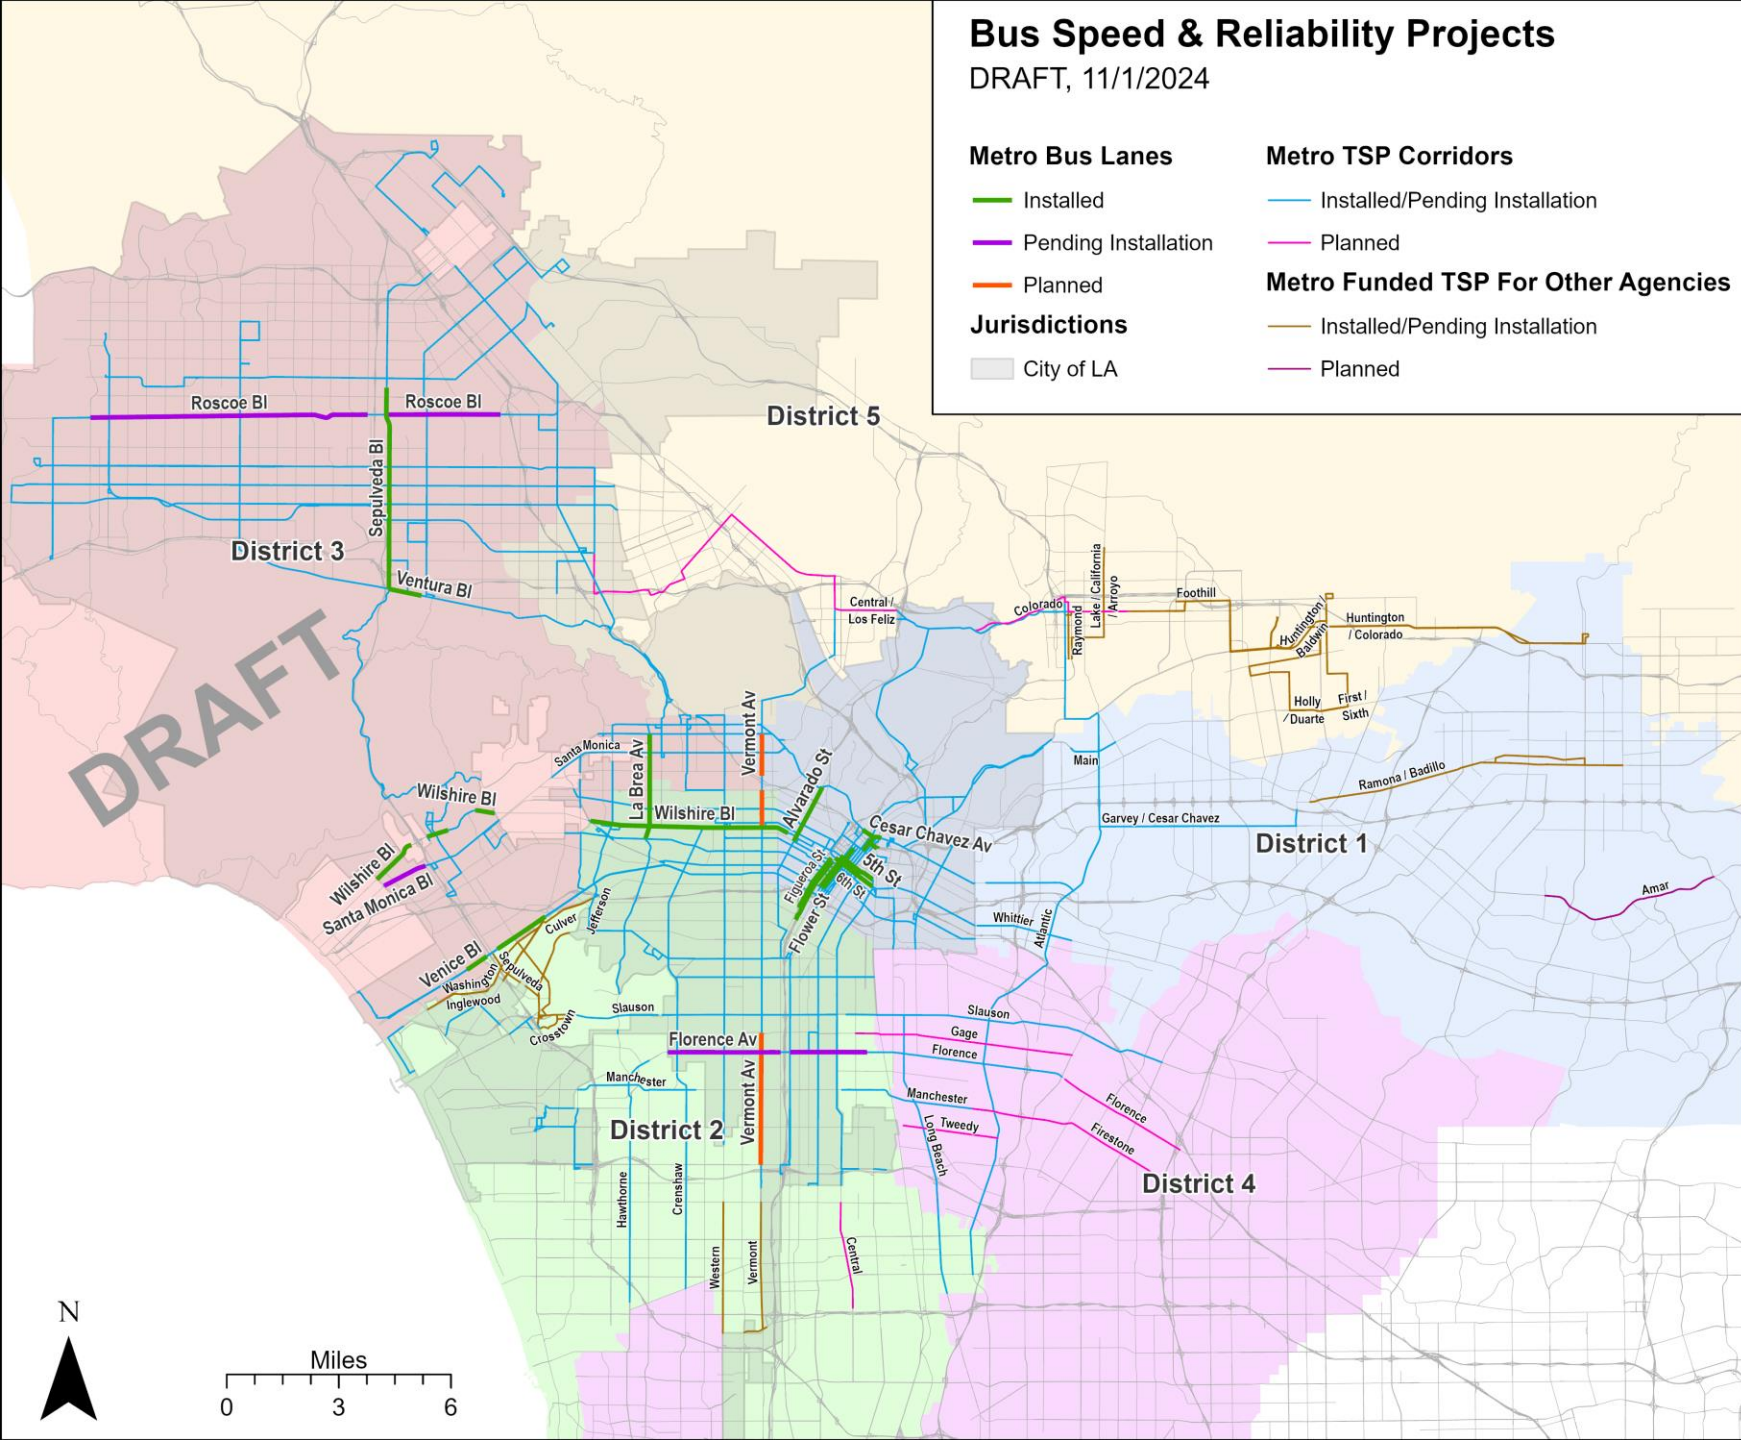 Bus Speed & Reliability Projects
DRAFT, 11/1/2024
Metro Bus Lanes
Installed
Pending Installation
Planned
Jurisdictions
City of LA
Metro TSP Corridors
Installed/Pending Installation
Planned
Metro Funded TSP For Other Agencies
Installed/Pending Installation
Planned
Roscoe Bl
Roscoe Bl
District 5
Sepulveda Bl
District 3
Ventura Bl
DRAFT
Central /
Los Feliz
Colorado
Raymond
Lake / California
/ Arroyo
Foothill
Huntington /
Baldwin
Huntington
/ Colorado
Holly
/ Duarte
First /
Sixth
Santa Monica
La Brea Av
Vermont Av
Alvarado St
Main
Ramona / Badillo
Wilshire Bl
Wilshire Bl
Cesar Chavez Av
Garvey / Cesar Chavez
District 1
Wilshire Bl
Santa Monica Bl
Figueroa St
5th St
6th St
Flower St
Amar
Jefferson
Culver
Whittier
Atlantic
Venice Bl
Sepulveda
Washington
Inglewood
Crosstown
Slauson
Slauson
Florence Av
Gage
Florence
Manchester
Vermont Av
Manchester
Florence
Tweedy
Firestone
District 2
Long Beach
District 4
Hawthorne
Crenshaw
Western
Vermont
Central
N
Miles
0 3 6